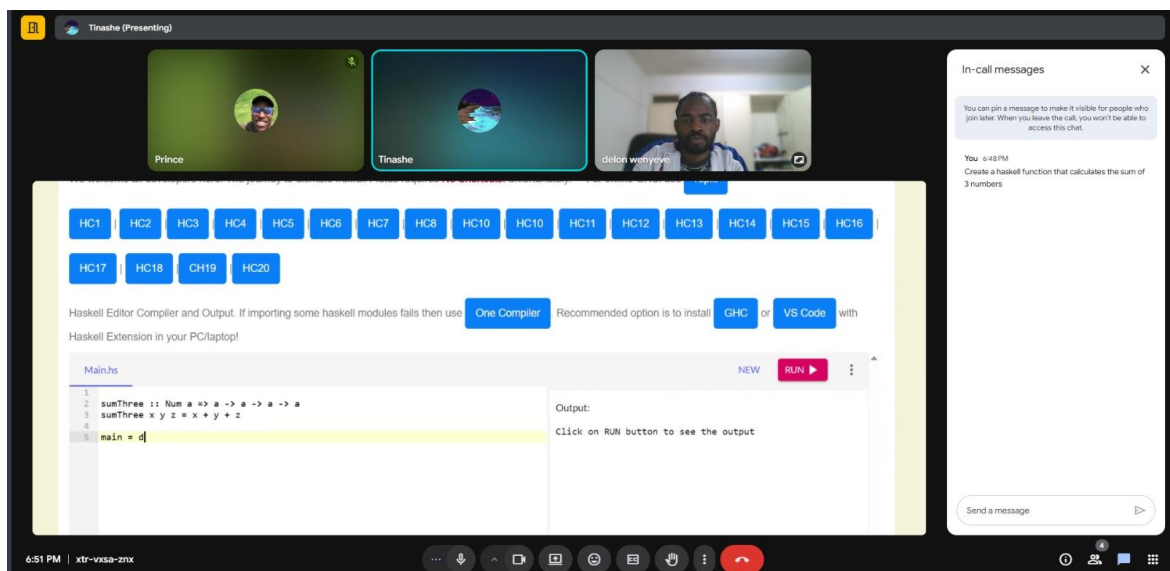 Tinashe (Presenting)
Prince
Tinashe
delon wenyeve
HC1 | HC2 | HC3 | HC4 | HC5 | HC6 | HC7 | HC8 | HC10 | HC10 | HC11 | HC12 | HC13 | HC14 | HC15 | HC16 |
HC17 | HC18 | CH19 | HC20
Haskell Editor Compiler and Output. If importing some haskell modules fails then use One Compiler . Recommended option is to install GHC or VS Code with
Haskell Extension in your PC/laptop!
Main.hs
NEW
RUN
1
2 sumThree :: Num a => a -> a -> a -> a
3 sumThree x y z = x + y + z
4
5 main = d
Output:
Click on RUN button to see the output
In-call messages
You can pin a message to make it visible for people who
join later. When you leave the call, you won't be able to
access this chat.
You 6:48 PM
Create a haskell function that calculates the sum of
3 numbers
Send a message
6:51 PM | xtr-vxsa-znx
4